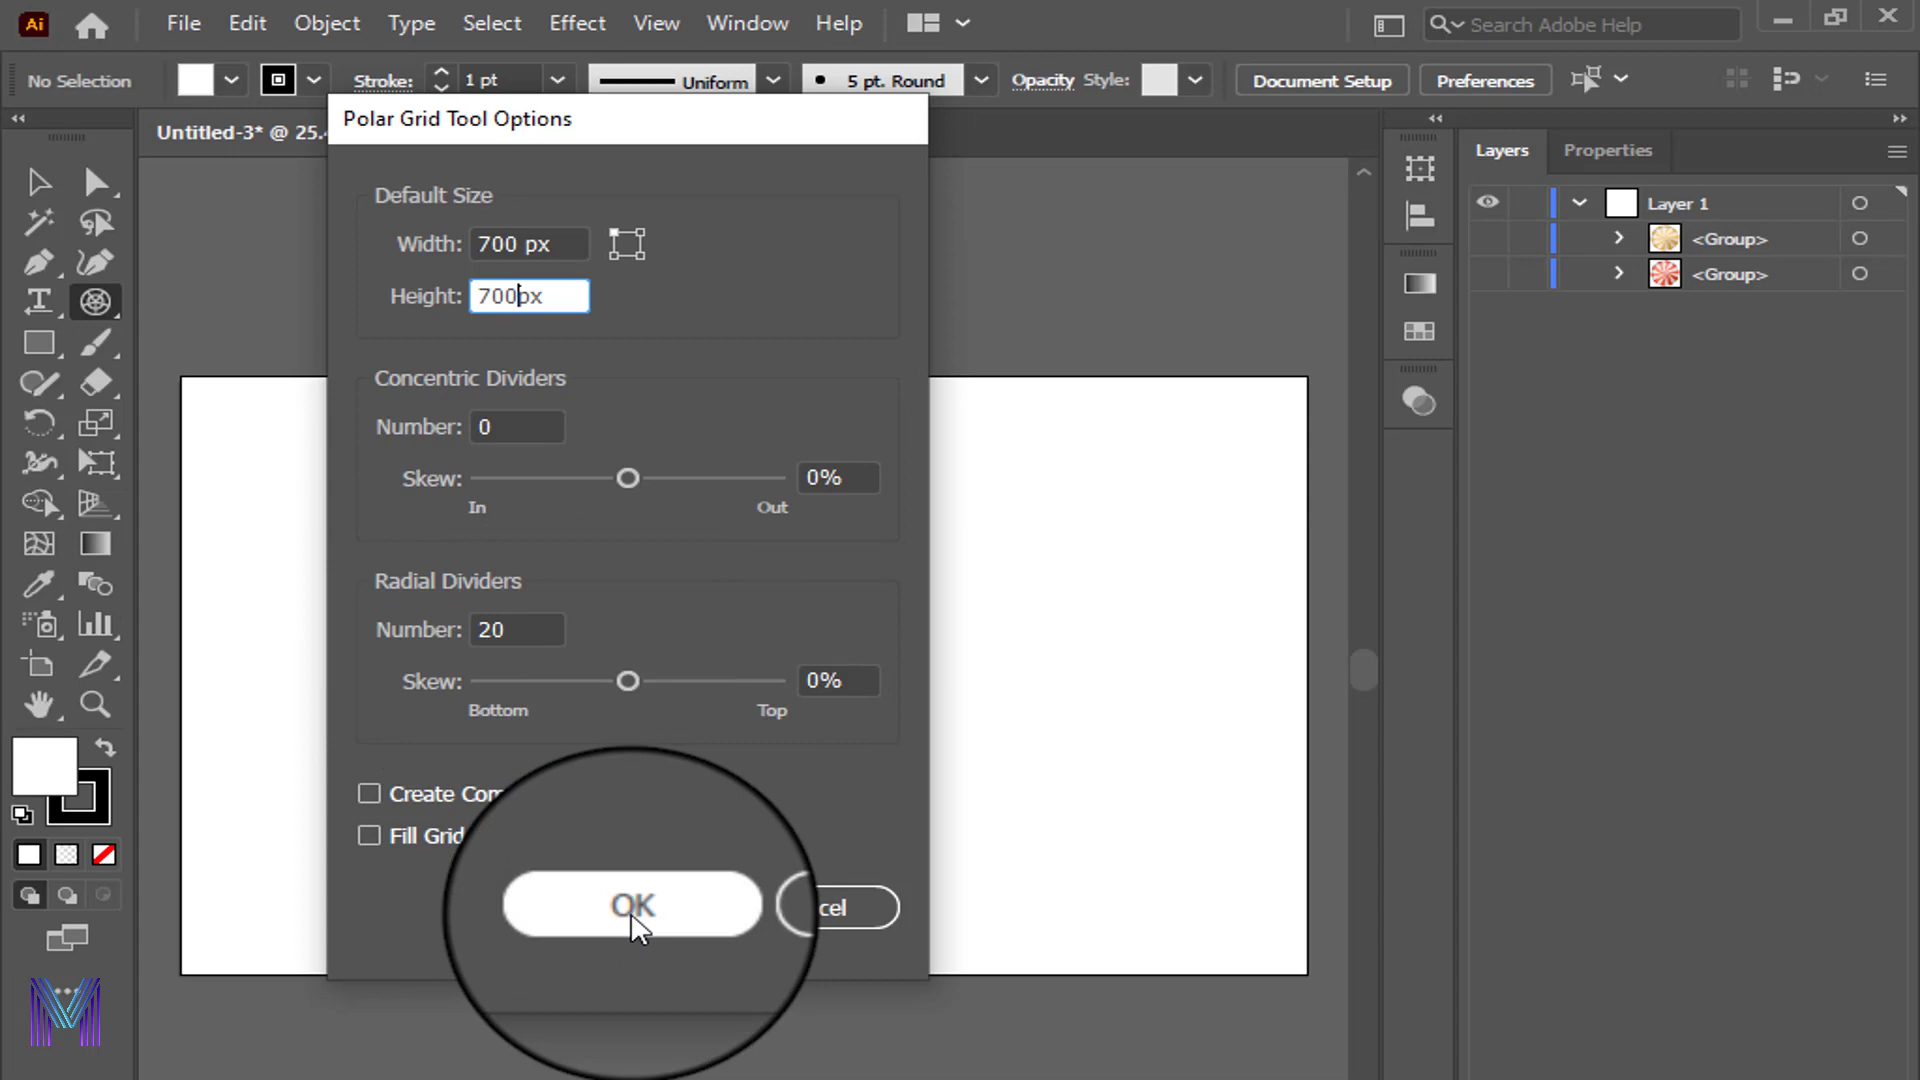 Ai File Edit Object Type Select Effect View Window Help Search Adobe Help
No Selection Stroke: 1 pt Uniform 5 pt. Round Opacity Style: Document Setup Preferences
Untitled-3* @ 25.4
Polar Grid Tool Options
Layers Properties
Default Size
Width: 700 px
Height: 700px
Layer 1
<Group>
<Group>
Concentric Dividers
Number: 0
Skew: 0%
In Out
Radial Dividers
Number: 20
Skew: 0%
Bottom Top
Create Com
Fill Grid
OK cel